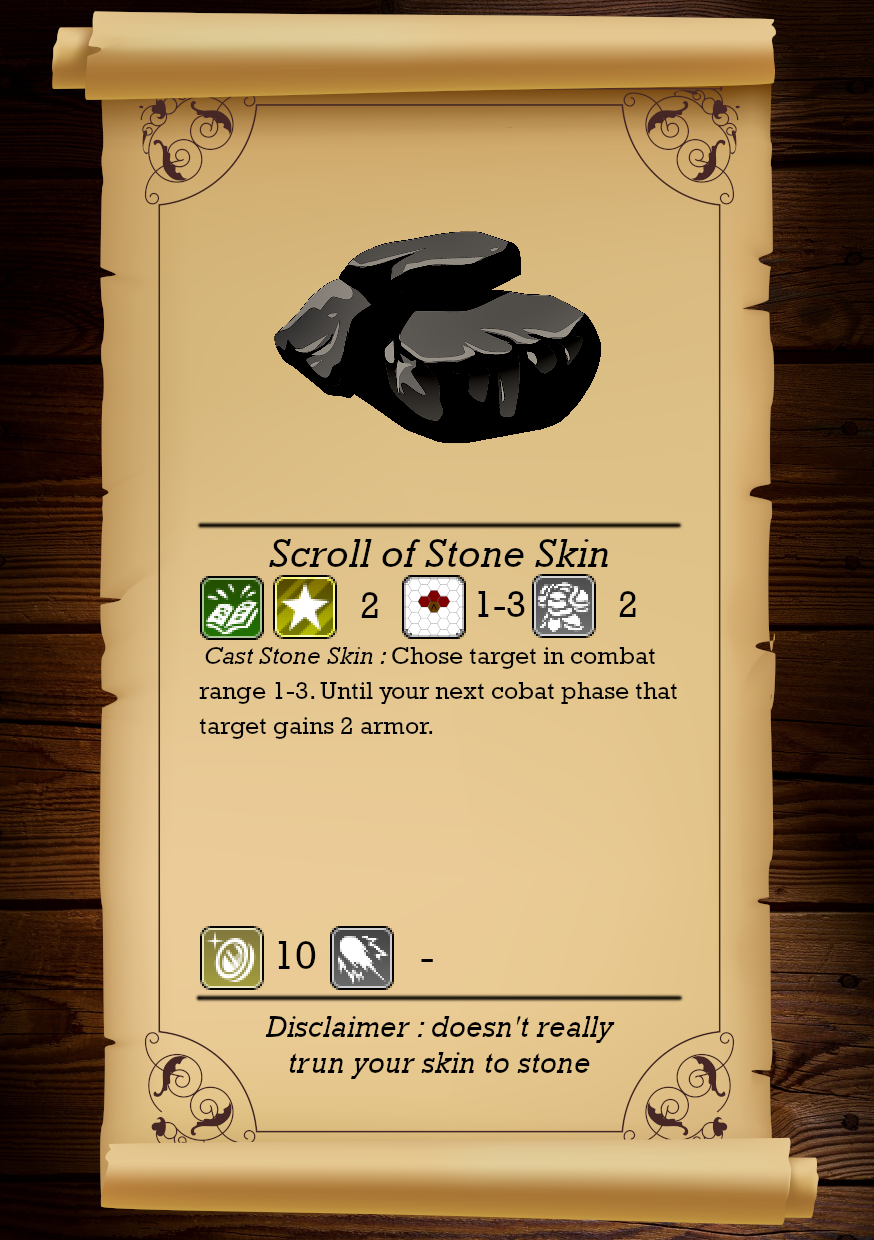 Scroll of Stone Skin
2 1-3 2
Cast Stone Skin : Chose target in combat
range 1-3. Until your next cobat phase that
target gains 2 armor.
10 -
Disclaimer : doesn't really
trun your skin to stone